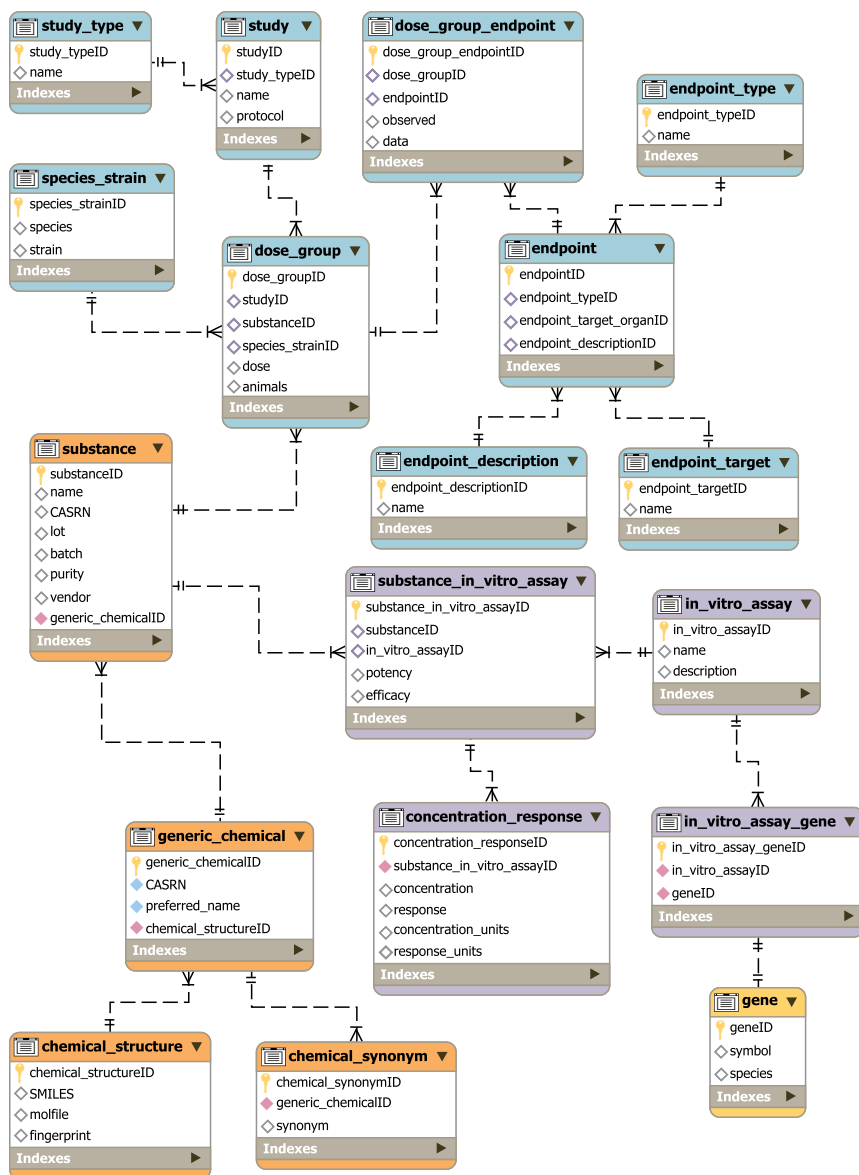 study_type
study_typeID
name
Indexes
study
studyID
study_typeID
name
protocol
Indexes
dose_group_endpoint
dose_group_endpointID
dose_groupID
endpointID
observed
data
Indexes
endpoint_type
endpoint_typeID
name
Indexes
species_strain
species_strainID
species
strain
Indexes
dose_group
dose_groupID
studyID
substanceID
species_strainID
dose
animals
Indexes
endpoint
endpointID
endpoint_typeID
endpoint_target_organID
endpoint_descriptionID
Indexes
substance
substanceID
name
CASRN
lot
batch
purity
vendor
generic_chemicalID
Indexes
endpoint_description
endpoint_descriptionID
name
Indexes
endpoint_target
endpoint_targetID
name
Indexes
substance_in_vitro_assay
substance_in_vitro_assayID
substanceID
in_vitro_assayID
potency
efficacy
Indexes
in_vitro_assay
in_vitro_assayID
name
description
Indexes
generic_chemical
generic_chemicalID
CASRN
preferred_name
chemical_structureID
Indexes
concentration_response
concentration_responseID
substance_in_vitro_assayID
concentration
response
concentration_units
response_units
Indexes
in_vitro_assay_gene
in_vitro_assay_geneID
in_vitro_assayID
geneID
Indexes
gene
geneID
symbol
species
Indexes
chemical_structure
chemical_structureID
SMILES
molfile
fingerprint
Indexes
chemical_synonym
chemical_synonymID
generic_chemicalID
synonym
Indexes